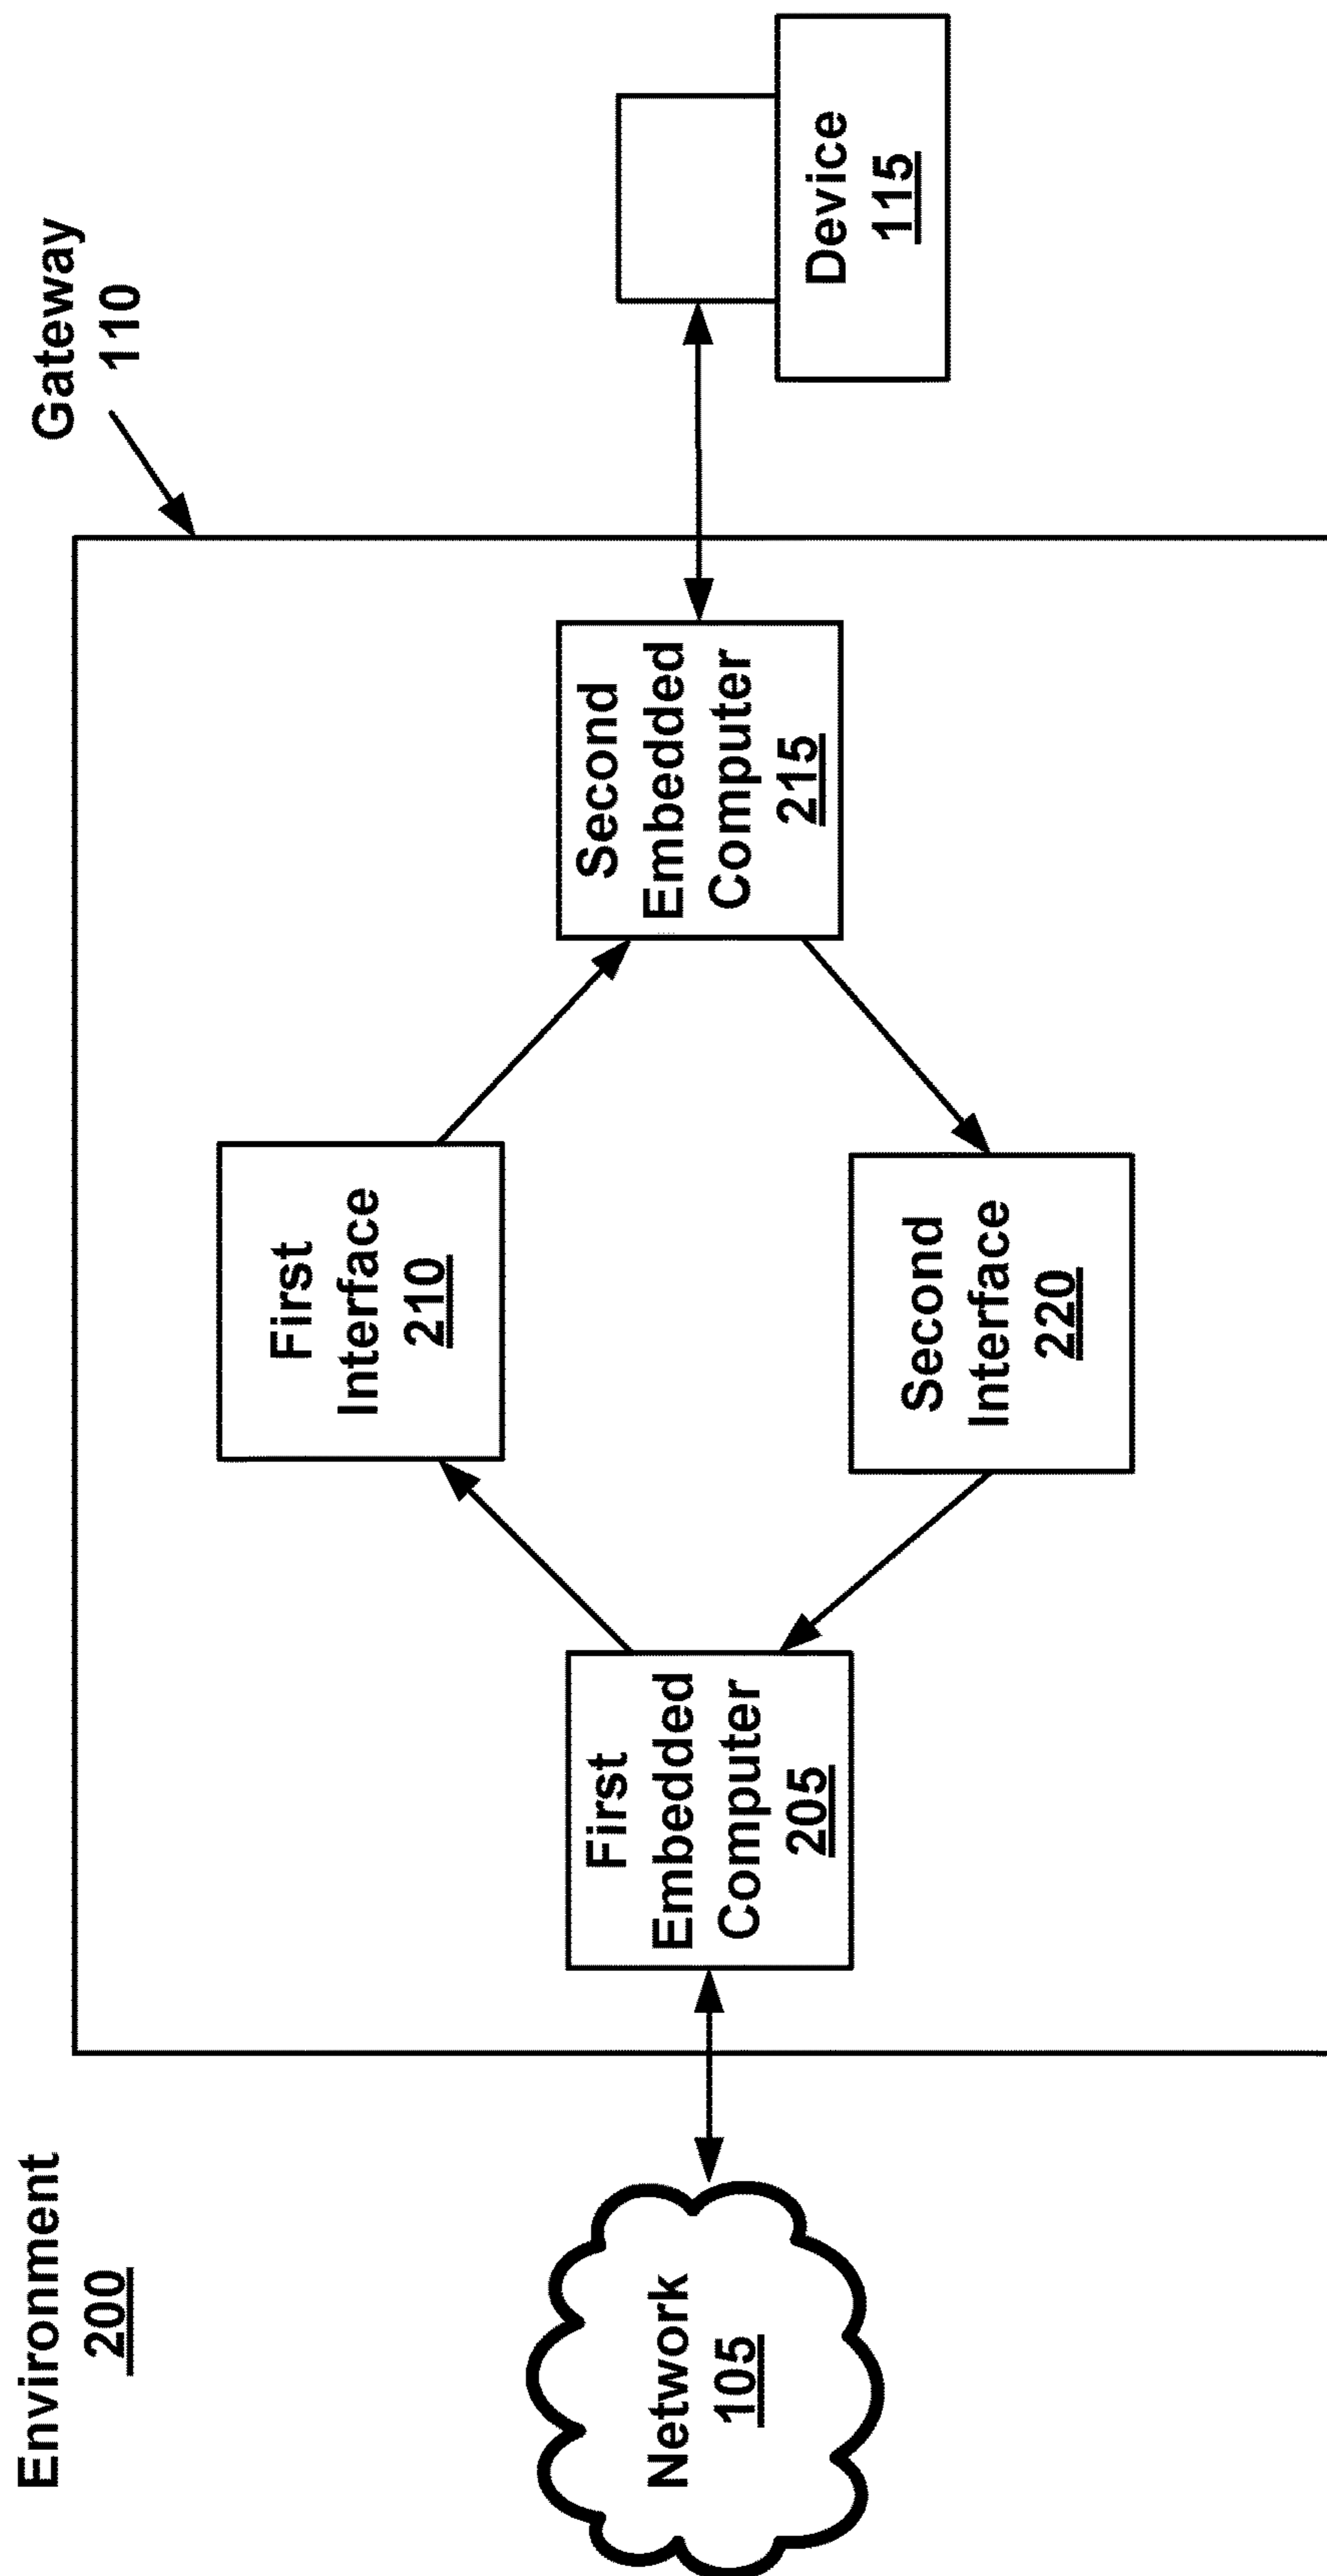 Environment
200
Gateway
110
Network
105
First
Embedded
Computer
205
First
Interface
210
Second
Interface
220
Second
Embedded
Computer
215
Device
115